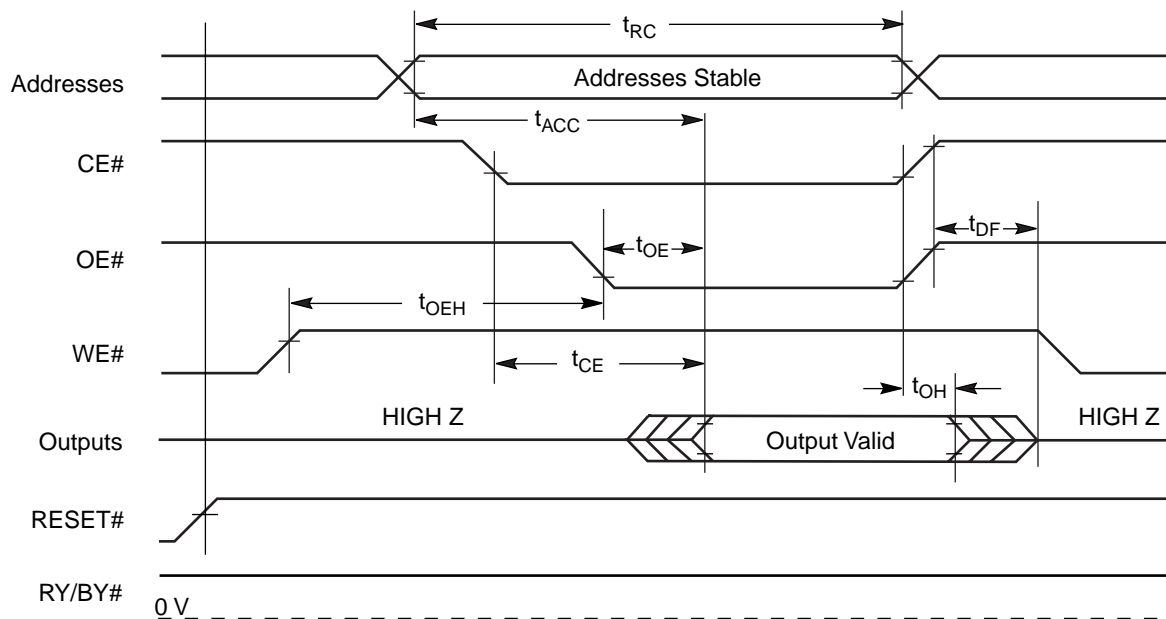 tRC
Addresses
Addresses Stable
tACC
CE#
tDF
tOE
OE#
tOEH
WE#
tCE
tOH
HIGH Z
HIGH Z
Outputs
Output Valid
RESET#
RY/BY#
0 V